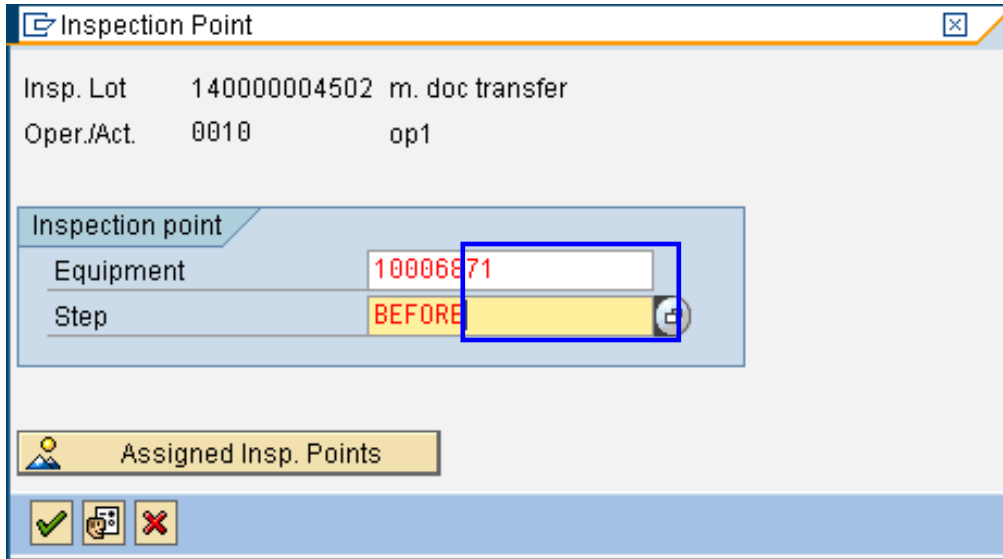 Inspection Point
Insp. Lot 140000004502 m. doc transfer
Oper./Act. 0010 op1
Inspection point
Equipment 10006871
Step BEFORE
Assigned Insp. Points